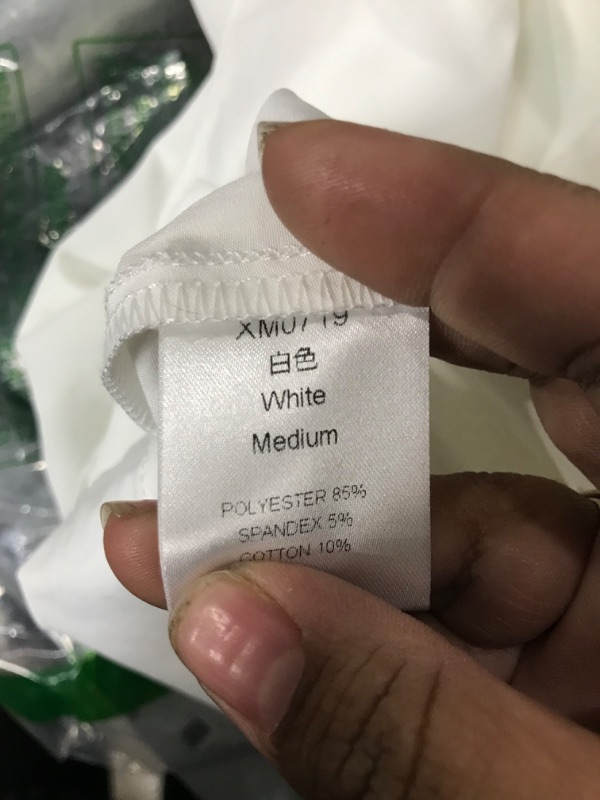 XM0719
白色
White
Medium
POLYESTER 85%
SPANDEX 5%
COTTON 10%